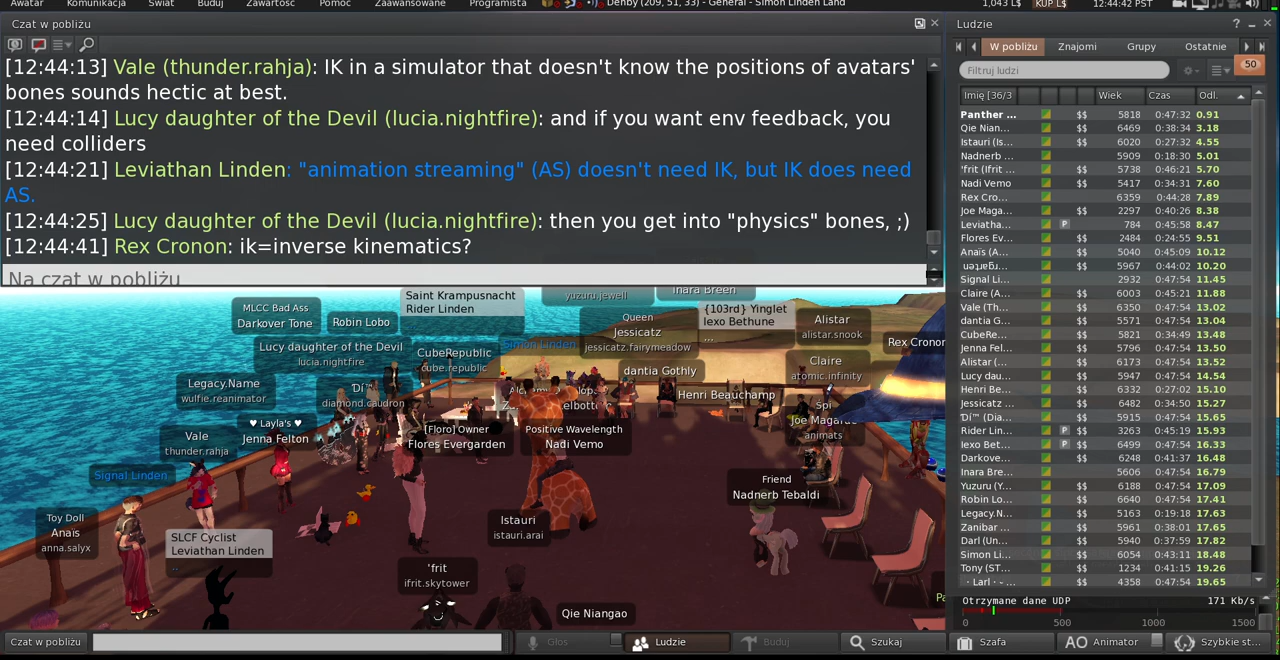 Awatar Komunikacja Świat Buduj Zawartość Pomoc Zaawansowane Programista Denby (209, 51, 33) - General - Simon Linden Land 1,043 L$ KUP L$ 12:44:42 PST
Czat w pobliżu
[12:44:13] Vale (thunder.rahja): IK in a simulator that doesn't know the positions of avatars'
bones sounds hectic at best.
[12:44:14] Lucy daughter of the Devil (lucia.nightfire): and if you want env feedback, you
need colliders
[12:44:21] Leviathan Linden: "animation streaming" (AS) doesn't need IK, but IK does need
AS.
[12:44:25] Lucy daughter of the Devil (lucia.nightfire): then you get into "physics" bones, ;)
[12:44:41] Rex Cronon: ik=inverse kinematics?
Na czat w pobliżu
Inara Breen
yuzuru.jewell
Saint Krampusnacht
Rider Linden
MLCC Bad Ass
Darkover Tone
Robin Lobo
{103rd} Yinglet
Iexo Bethune
...
Queen
Jessicatz
jessicatz.fairymeadow
Alistar
alistar.snook
Simon Linden
Rex Cronon
Lucy daughter of the Devil
lucia.nightfire
CubeRepublic
cube.republic
Claire
atomic.infinity
dantia Gothly
Legacy.Name
wulfie.reanimator
Dí™
diamond.caudron
Henri Beauchamp
Spi
Joe Magarac
animats
♥ Layla's ♥
Jenna Felton
[Floro] Owner
Flores Evergarden
Positive Wavelength
Nadi Vemo
Vale
thunder.rahja
Signal Linden
Friend
Nadnerb Tebaldi
Toy Doll
Anaïs
anna.salyx
Istauri
istauri.arai
SLCF Cyclist
Leviathan Linden
..
'frit
ifrit.skytower
Qie Niangao
Czat w pobliżu Głos Ludzie Buduj Szukaj
Ludzie ?
W pobliżu Znajomi Grupy Ostatnie
Filtruj ludzi 50
Imię [36/3 Wiek Czas Odl.
Panther ... $$ 5818 0:47:32 0.91
Qie Nian... $$ 6469 0:38:34 3.18
Istauri (Is... $$ 6020 0:27:32 4.55
Nadnerb ... 5909 0:18:30 5.01
'frit (Ifrit ... $$ 5738 0:46:21 5.70
Nadi Vemo $$ 5417 0:34:31 7.60
Rex Cro... 6359 0:44:28 7.89
Joe Maga... $$ 2297 0:40:26 8.38
Leviatha... P 784 0:45:58 8.47
Flores Ev... $$ 2484 0:24:55 9.51
Anaïs (A... $$ 5040 0:45:09 10.12
$$ 5967 0:44:02 10.20
Signal Li... 2197 0:47:54 11.45
Claire (A... $$ 6003 0:45:21 11.88
Vale (Th... $$ 6350 0:47:54 13.02
dantia G... $$ 5571 0:47:54 13.04
CubeRe... $$ 5821 0:34:49 13.48
Jenna Fel... $$ 5796 0:47:54 13.50
Alistar (... $$ 6173 0:47:54 13.52
Lucy dau... $$ 5947 0:47:54 14.54
Henri Be... $$ 6332 0:27:02 15.10
Jessicatz ... $$ 6482 0:34:50 15.27
Dí™ (Dia... $$ 5915 0:47:54 15.65
Rider Lin... P $$ 3263 0:45:19 15.93
Iexo Bet... P $$ 6499 0:47:54 16.33
Darkove... $$ 6248 0:41:37 16.48
Inara Bre... 5606 0:47:54 16.79
Yuzuru (Y... $$ 6188 0:47:54 17.09
Robin Lo... $$ 6640 0:47:54 17.41
Legacy.N... $$ 5163 0:19:18 17.63
Zanibar ... $$ 5961 0:38:01 17.65
Darl (Un... $$ 5940 0:37:59 17.82
Simon Li... $$ 6054 0:43:11 18.48
Tony (ST... $$ 1234 0:41:15 19.26
- Larl - ... $$ 4358 0:47:54 19.65
Otrzymane dane UDP 171 Kb/s
0 500 1000 1500
Szafa AO Animator Szybkie st...